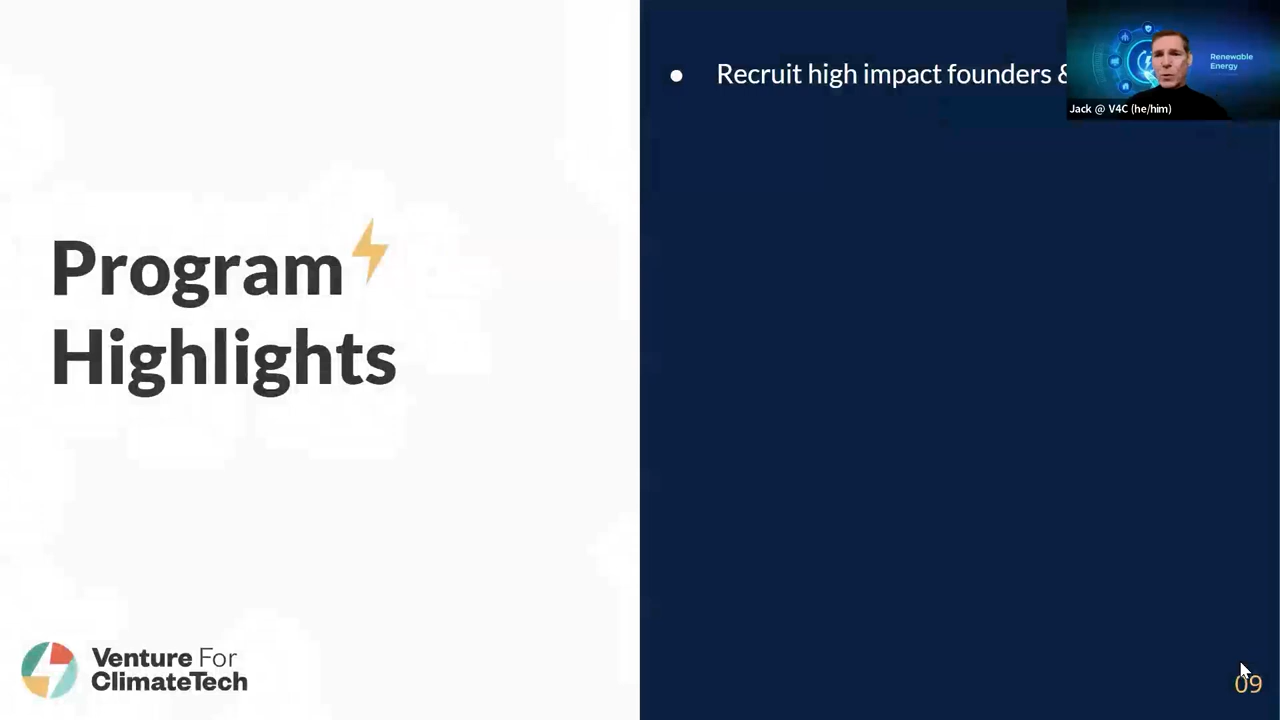 Recruit high impact founders &
Renewable
Energy
Jack @ V4C (he/him)
Program
Highlights
Venture For
ClimateTech
09